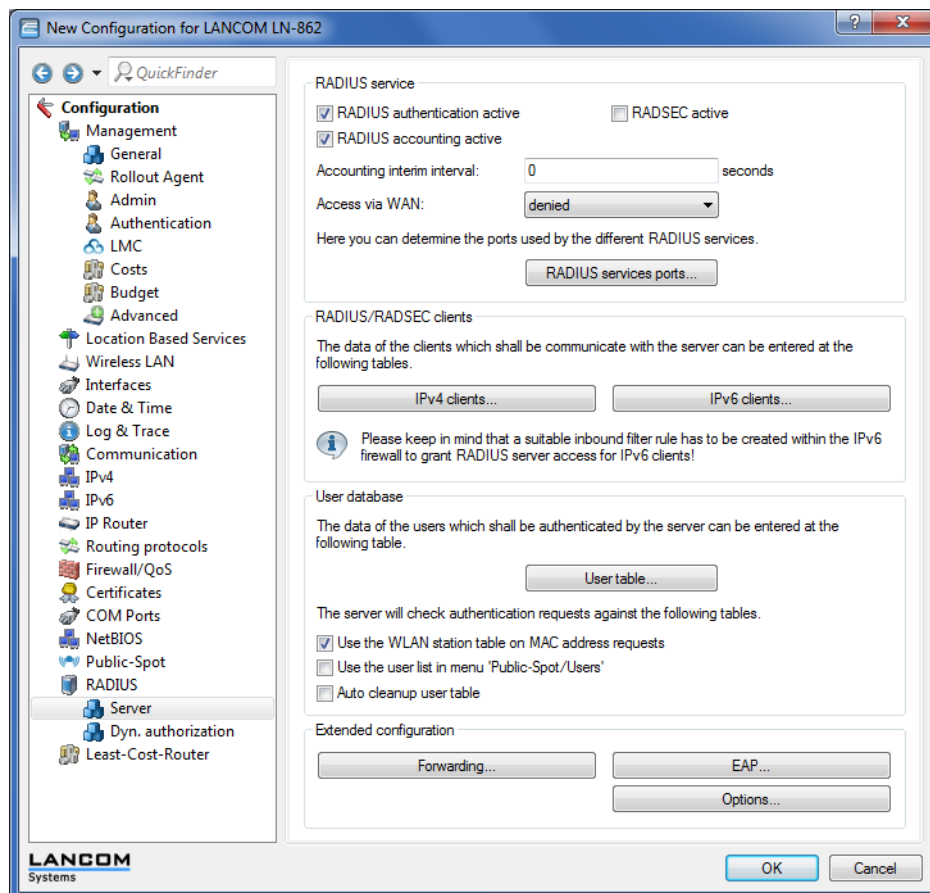 New Configuration for LANCOM LN-862
QuickFinder
Configuration
Management
General
Rollout Agent
Admin
Authentication
LMC
Costs
Budget
Advanced
Location Based Services
Wireless LAN
Interfaces
Date & Time
Log & Trace
Communication
IPv4
IPv6
IP Router
Routing protocols
Firewall/QoS
Certificates
COM Ports
NetBIOS
Public-Spot
RADIUS
Server
Dyn. authorization
Least-Cost-Router
RADIUS service
RADIUS authentication active RADSEC active
RADIUS accounting active
Accounting interim interval: 0 seconds
Access via WAN: denied
Here you can determine the ports used by the different RADIUS services.
RADIUS services ports...
RADIUS/RADSEC clients
The data of the clients which shall be communicate with the server can be entered at the
following tables.
IPv4 clients... IPv6 clients...
Please keep in mind that a suitable inbound filter rule has to be created within the IPv6
firewall to grant RADIUS server access for IPv6 clients!
User database
The data of the users which shall be authenticated by the server can be entered at the
following table.
User table...
The server will check authentication requests against the following tables.
Use the WLAN station table on MAC address requests
Use the user list in menu 'Public-Spot/Users'
Auto cleanup user table
Extended configuration
Forwarding... EAP...
Options...
LANCOM
Systems
OK Cancel